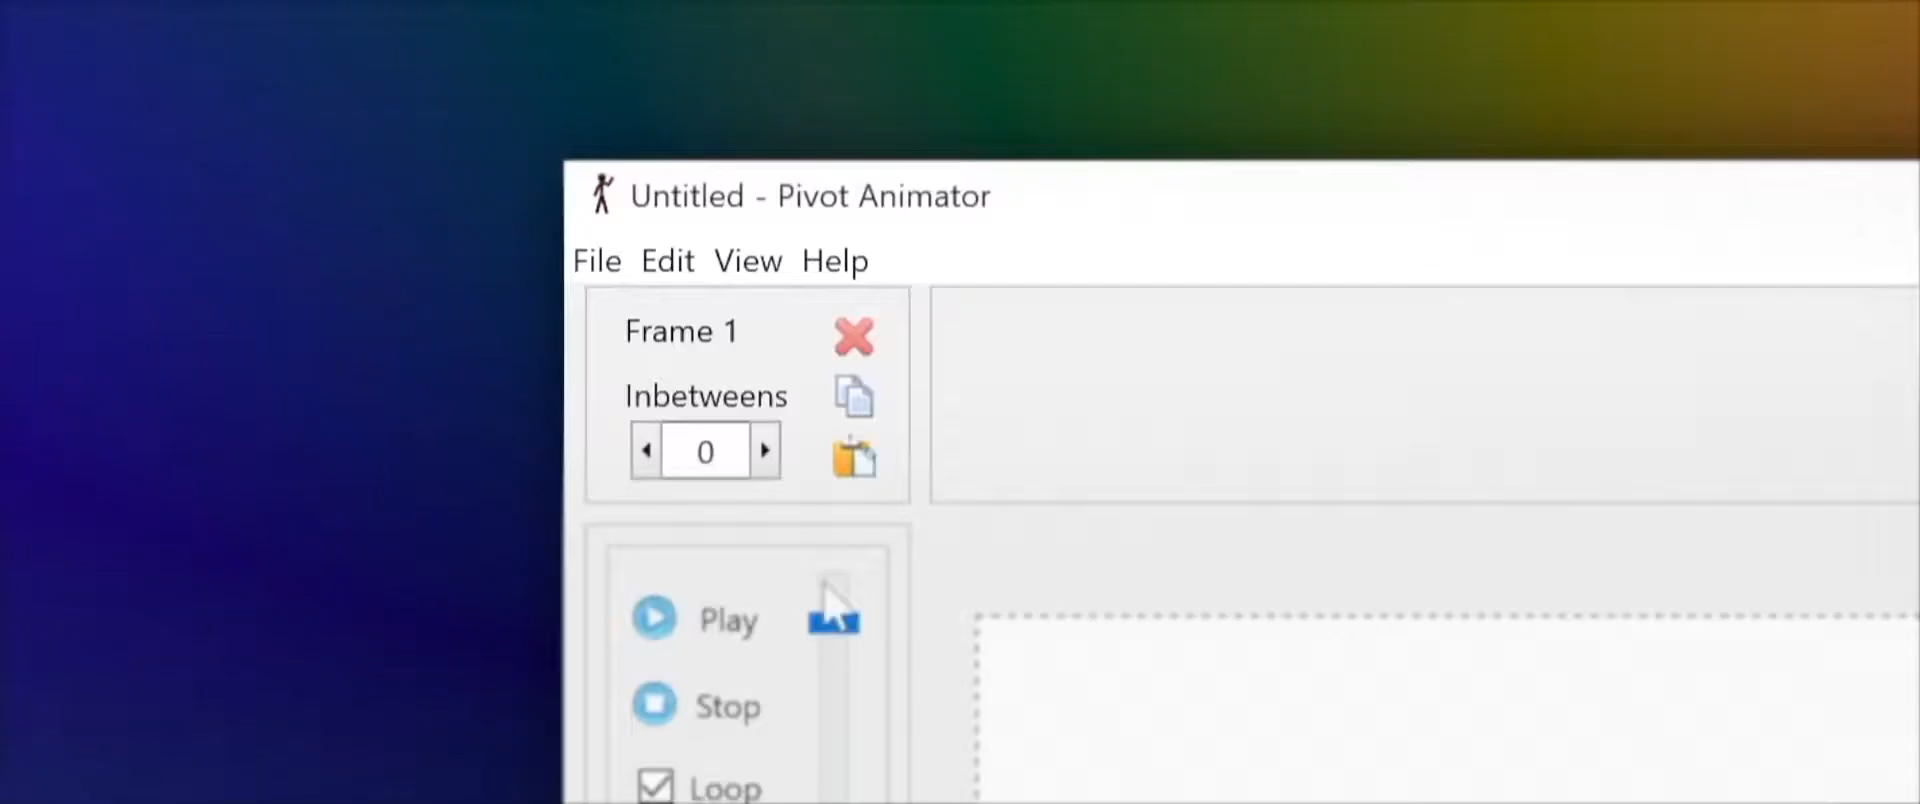 Untitled - Pivot Animator
File Edit View Help
Frame 1
Inbetweens
0
Play
Stop
Loop